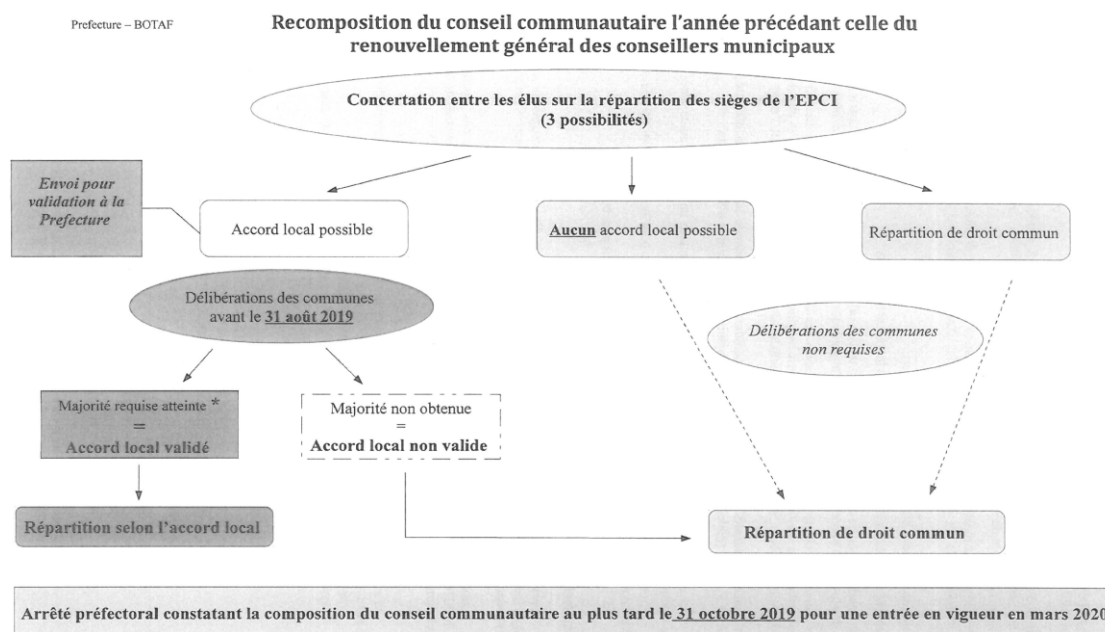 Prefecture – BOTAF
Recomposition du conseil communautaire l'année précédant celle du
renouvellement général des conseillers municipaux
Concertation entre les élus sur la répartition des sièges de l'EPCI
(3 possibilités)
Envoi pour
validation à la
Prefecture
Accord local possible
Aucun accord local possible
Répartition de droit commun
Délibérations des communes
avant le 31 août 2019
Délibérations des communes
non requises
Majorité requise atteinte *
=
Accord local validé
Majorité non obtenue
=
Accord local non valide
Répartition selon l'accord local
Répartition de droit commun
Arrêté préfectoral constatant la composition du conseil communautaire au plus tard le 31 octobre 2019 pour une entrée en vigueur en mars 2020